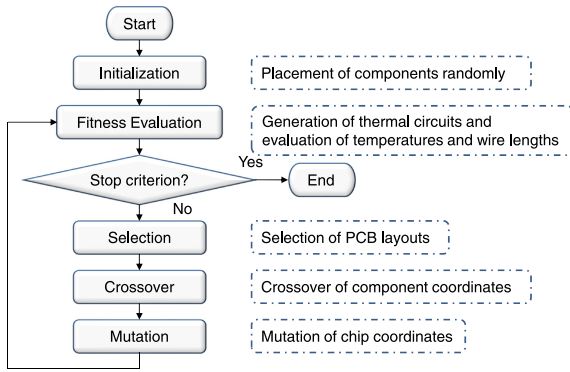 Start
Initialization
Placement of components randomly
Fitness Evaluation
Generation of thermal circuits and
evaluation of temperatures and wire lengths
Stop criterion?
Yes
End
No
Selection
Selection of PCB layouts
Crossover
Crossover of component coordinates
Mutation
Mutation of chip coordinates